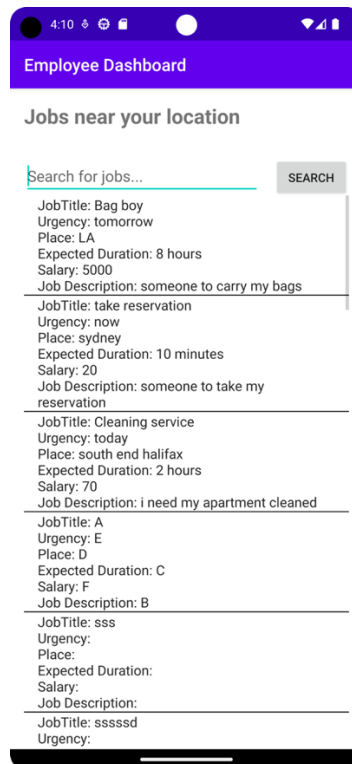 4:10
Employee Dashboard
Jobs near your location
Search for jobs...
SEARCH
JobTitle: Bag boy
Urgency: tomorrow
Place: LA
Expected Duration: 8 hours
Salary: 5000
Job Description: someone to carry my bags
JobTitle: take reservation
Urgency: now
Place: sydney
Expected Duration: 10 minutes
Salary: 20
Job Description: someone to take my
reservation
JobTitle: Cleaning service
Urgency: today
Place: south end halifax
Expected Duration: 2 hours
Salary: 70
Job Description: i need my apartment cleaned
JobTitle: A
Urgency: E
Place: D
Expected Duration: C
Salary: F
Job Description: B
JobTitle: sss
Urgency:
Place:
Expected Duration:
Salary:
Job Description:
JobTitle: sssssd
Urgency: